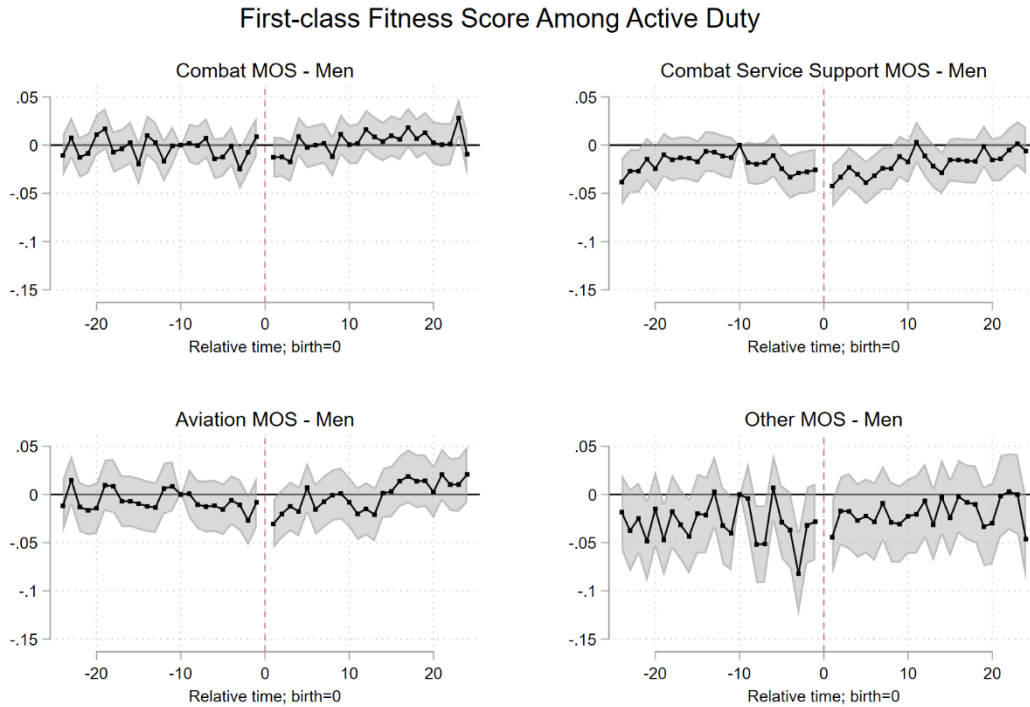 First-class Fitness Score Among Active Duty
Combat MOS - Men
.05
0
-.05
-.1
-.15
-20 -10 0 10 20
Relative time; birth=0
Combat Service Support MOS - Men
.05
0
-.05
-.1
-.15
-20 -10 0 10 20
Relative time; birth=0
Aviation MOS - Men
.05
0
-.05
-.1
-.15
-20 -10 0 10 20
Relative time; birth=0
Other MOS - Men
.05
0
-.05
-.1
-.15
-20 -10 0 10 20
Relative time; birth=0